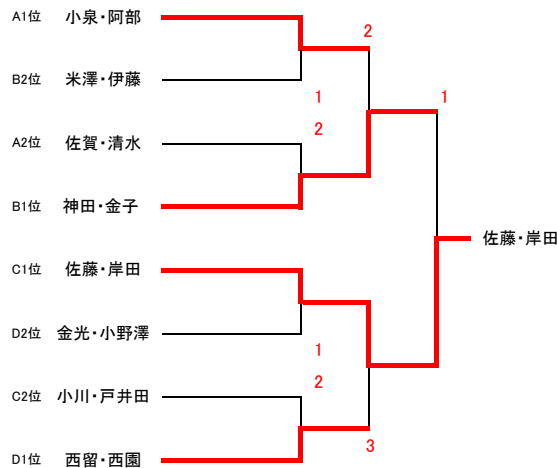 A1位 小泉・阿部
2
B2位 米澤・伊藤
1
1
2
A2位 佐賀・清水
B1位 神田・金子
佐藤・岸田
C1位 佐藤・岸田
D2位 金光・小野澤
1
2
C2位 小川・戸井田
3
D1位 西留・西園